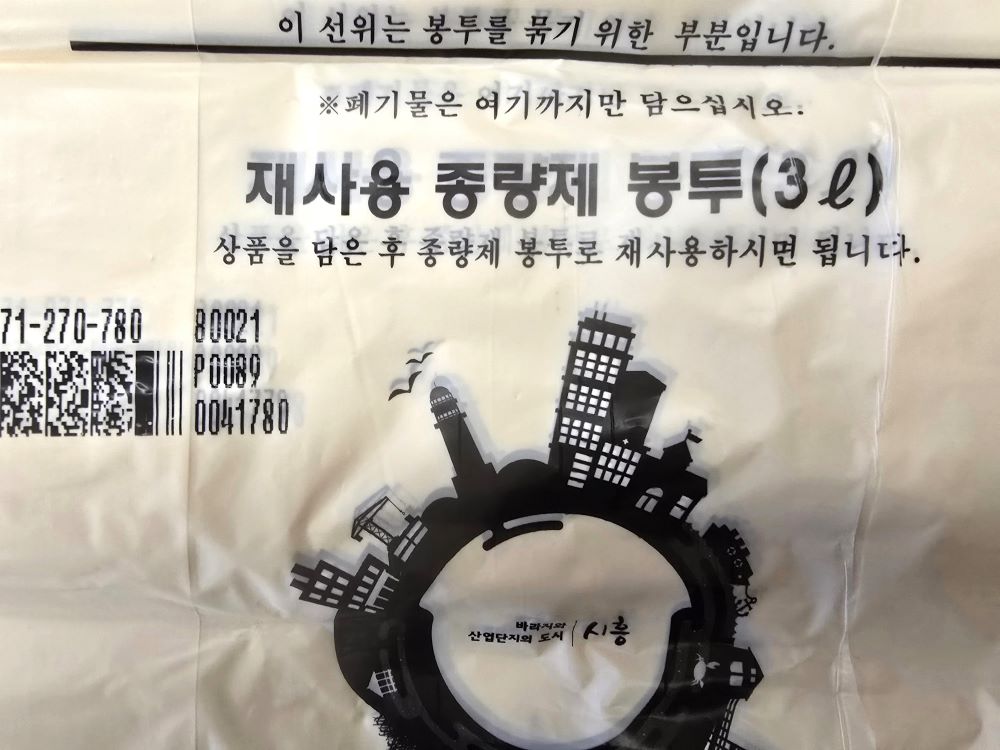 이 선위는 봉투를 묶기 위한 부분입니다.
※폐기물은 여기까지만 담으십시오.
재사용 종량제 봉투(3ℓ)
상품을 담은 후 종량제 봉투로 재사용하시면 됩니다.
71-270-780 80021
P0089
0041780
바라지와
산업단지의 도시 | 시흥